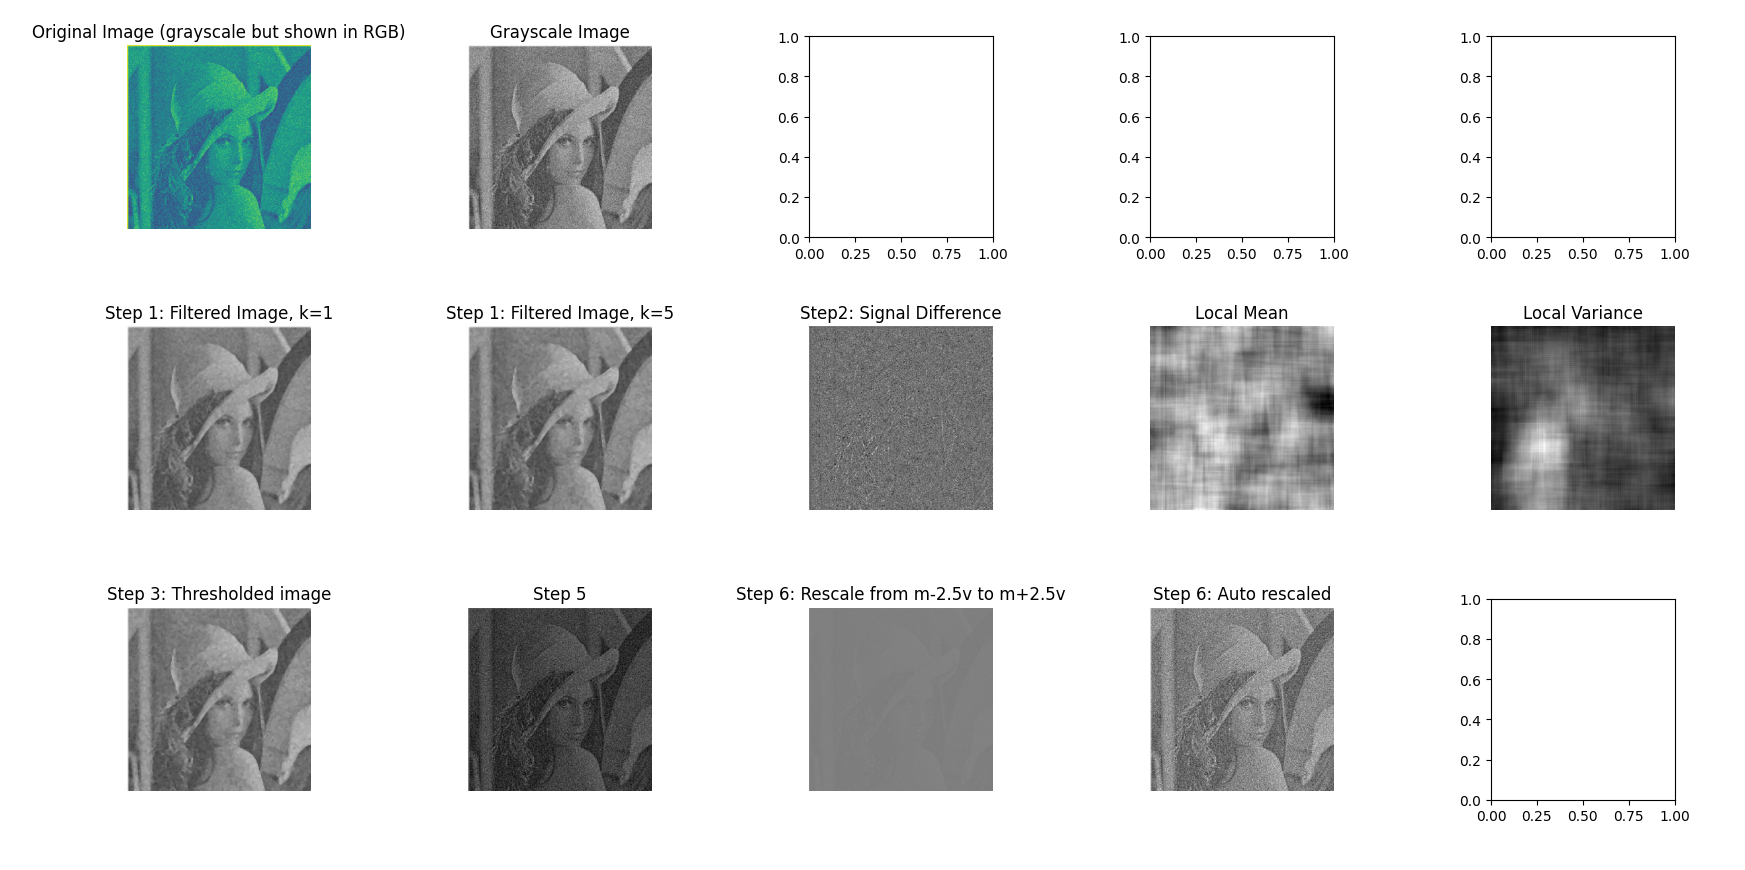 Original Image (grayscale but shown in RGB)
Grayscale Image
1.0
0.8
0.6
0.4
0.2
0.0
0.00 0.25 0.50 0.75 1.00
1.0
0.8
0.6
0.4
0.2
0.0
0.00 0.25 0.50 0.75 1.00
1.0
0.8
0.6
0.4
0.2
0.0
0.00 0.25 0.50 0.75 1.00
Step 1: Filtered Image, k=1
Step 1: Filtered Image, k=5
Step2: Signal Difference
Local Mean
Local Variance
Step 3: Thresholded image
Step 5
Step 6: Rescale from m-2.5v to m+2.5v
Step 6: Auto rescaled
1.0
0.8
0.6
0.4
0.2
0.0
0.00 0.25 0.50 0.75 1.00